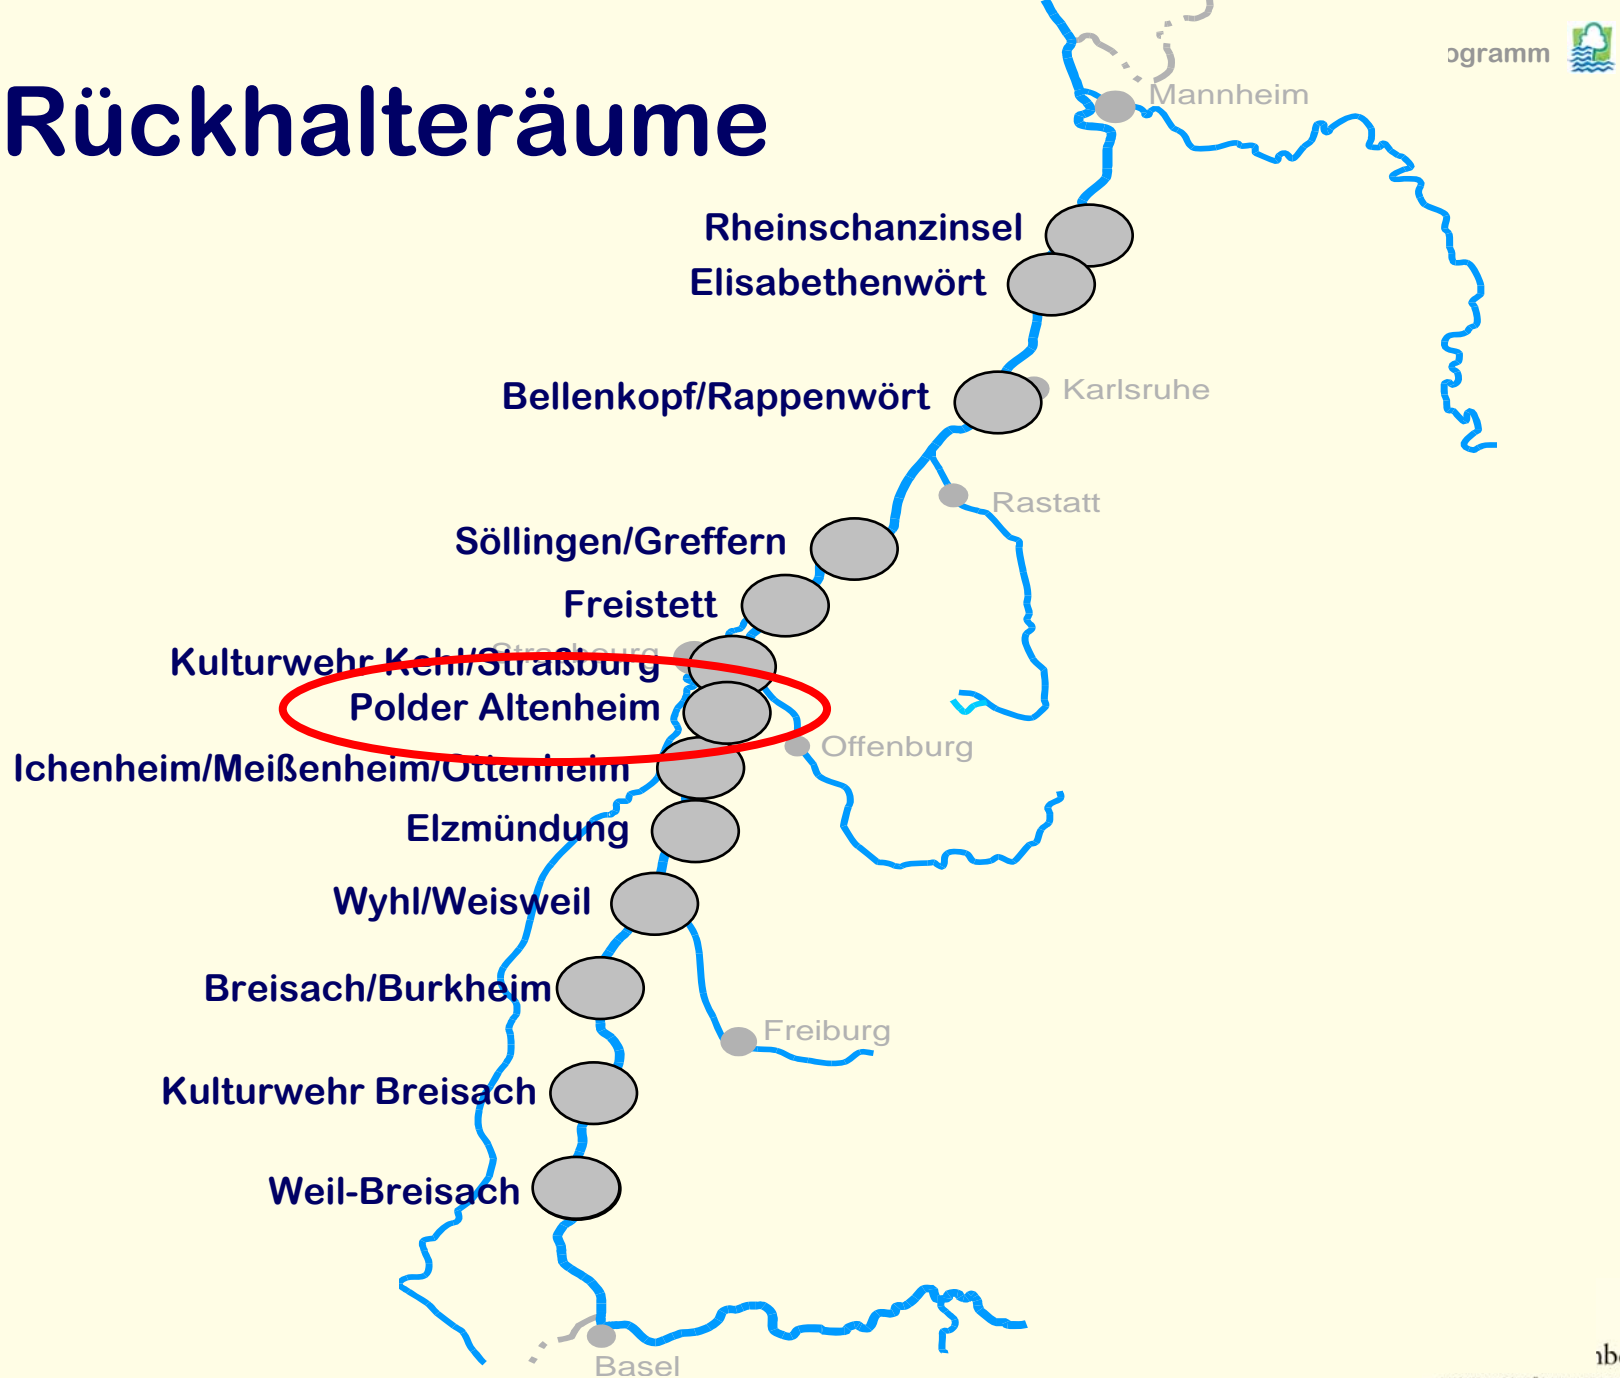 Rückhalteräume
Mannheim
Rheinschanzinsel
Elisabethenwört
Bellenkopf/Rappenwört
Karlsruhe
Rastatt
Söllingen/Greffern
Freistett
Strasbourg
Kulturwehr Kehl/Straßburg
Polder Altenheim
Offenburg
Ichenheim/Meißenheim/Ottenheim
Elzmündung
Wyhl/Weisweil
Breisach/Burkheim
Freiburg
Kulturwehr Breisach
Weil-Breisach
Basel